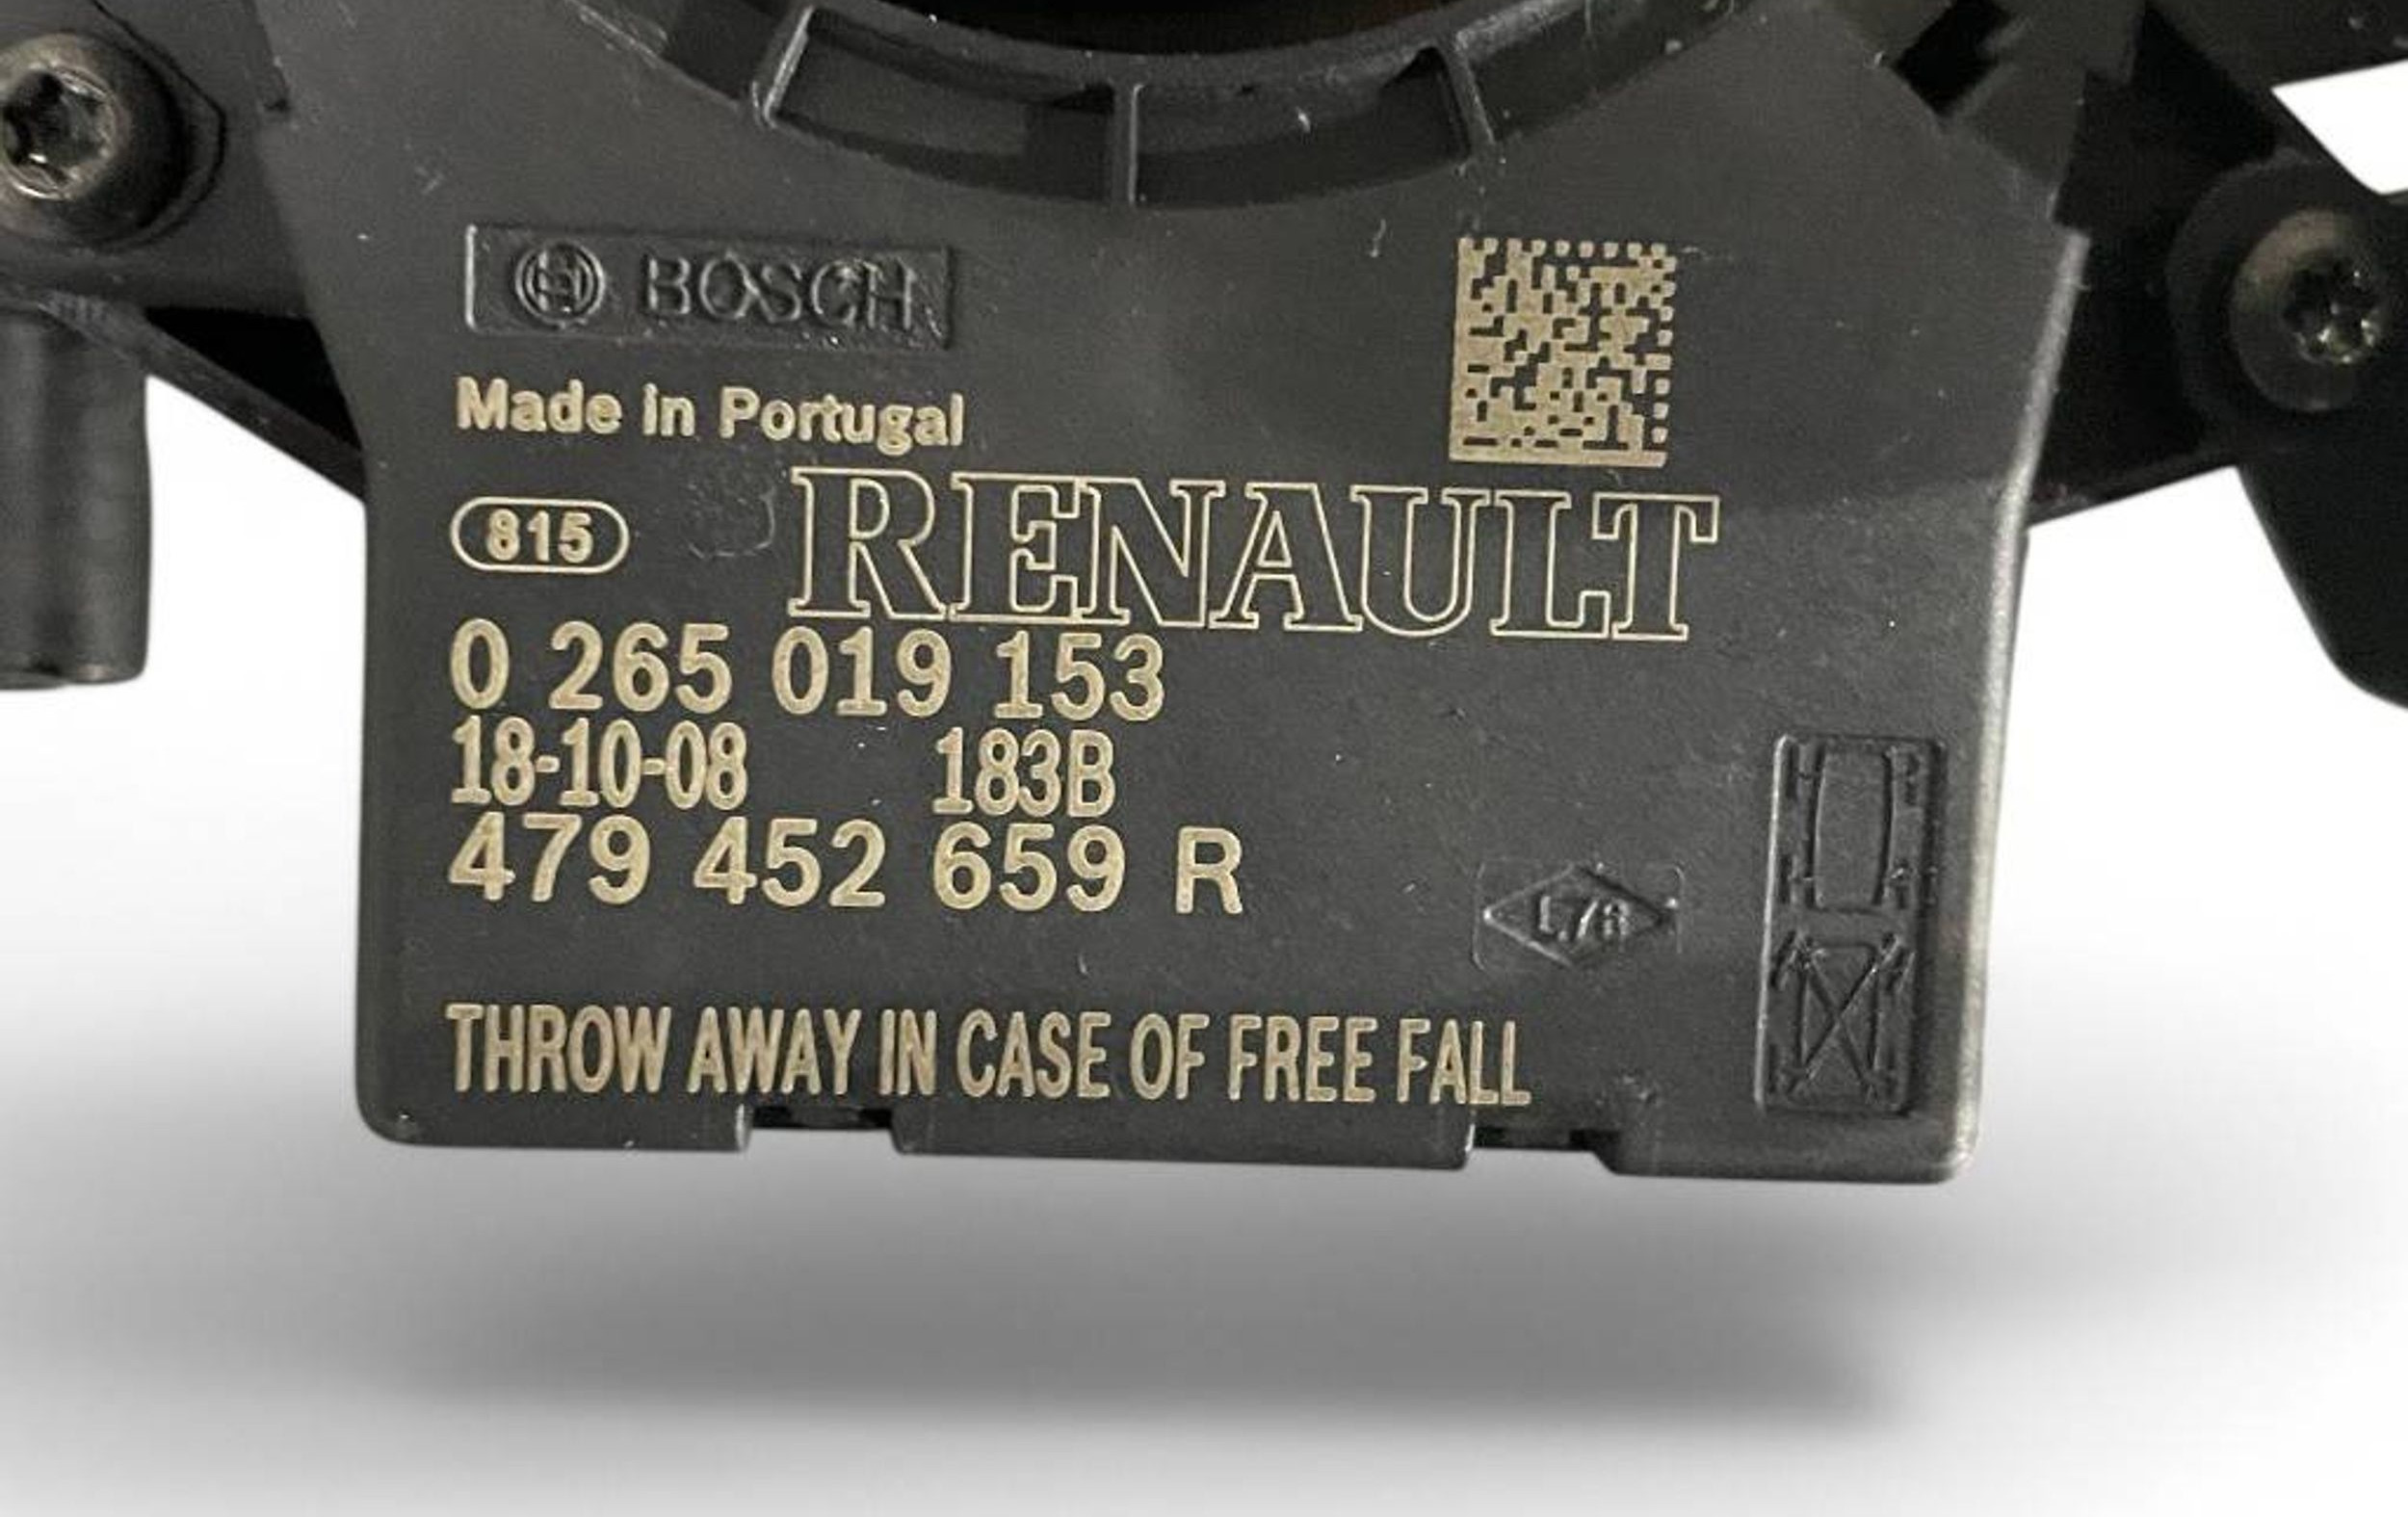 BOSCH
Made in Portugal
815
RENAULT
0 265 019 153
18-10-08 183B
479 452 659 R
THROW AWAY IN CASE OF FREE FALL